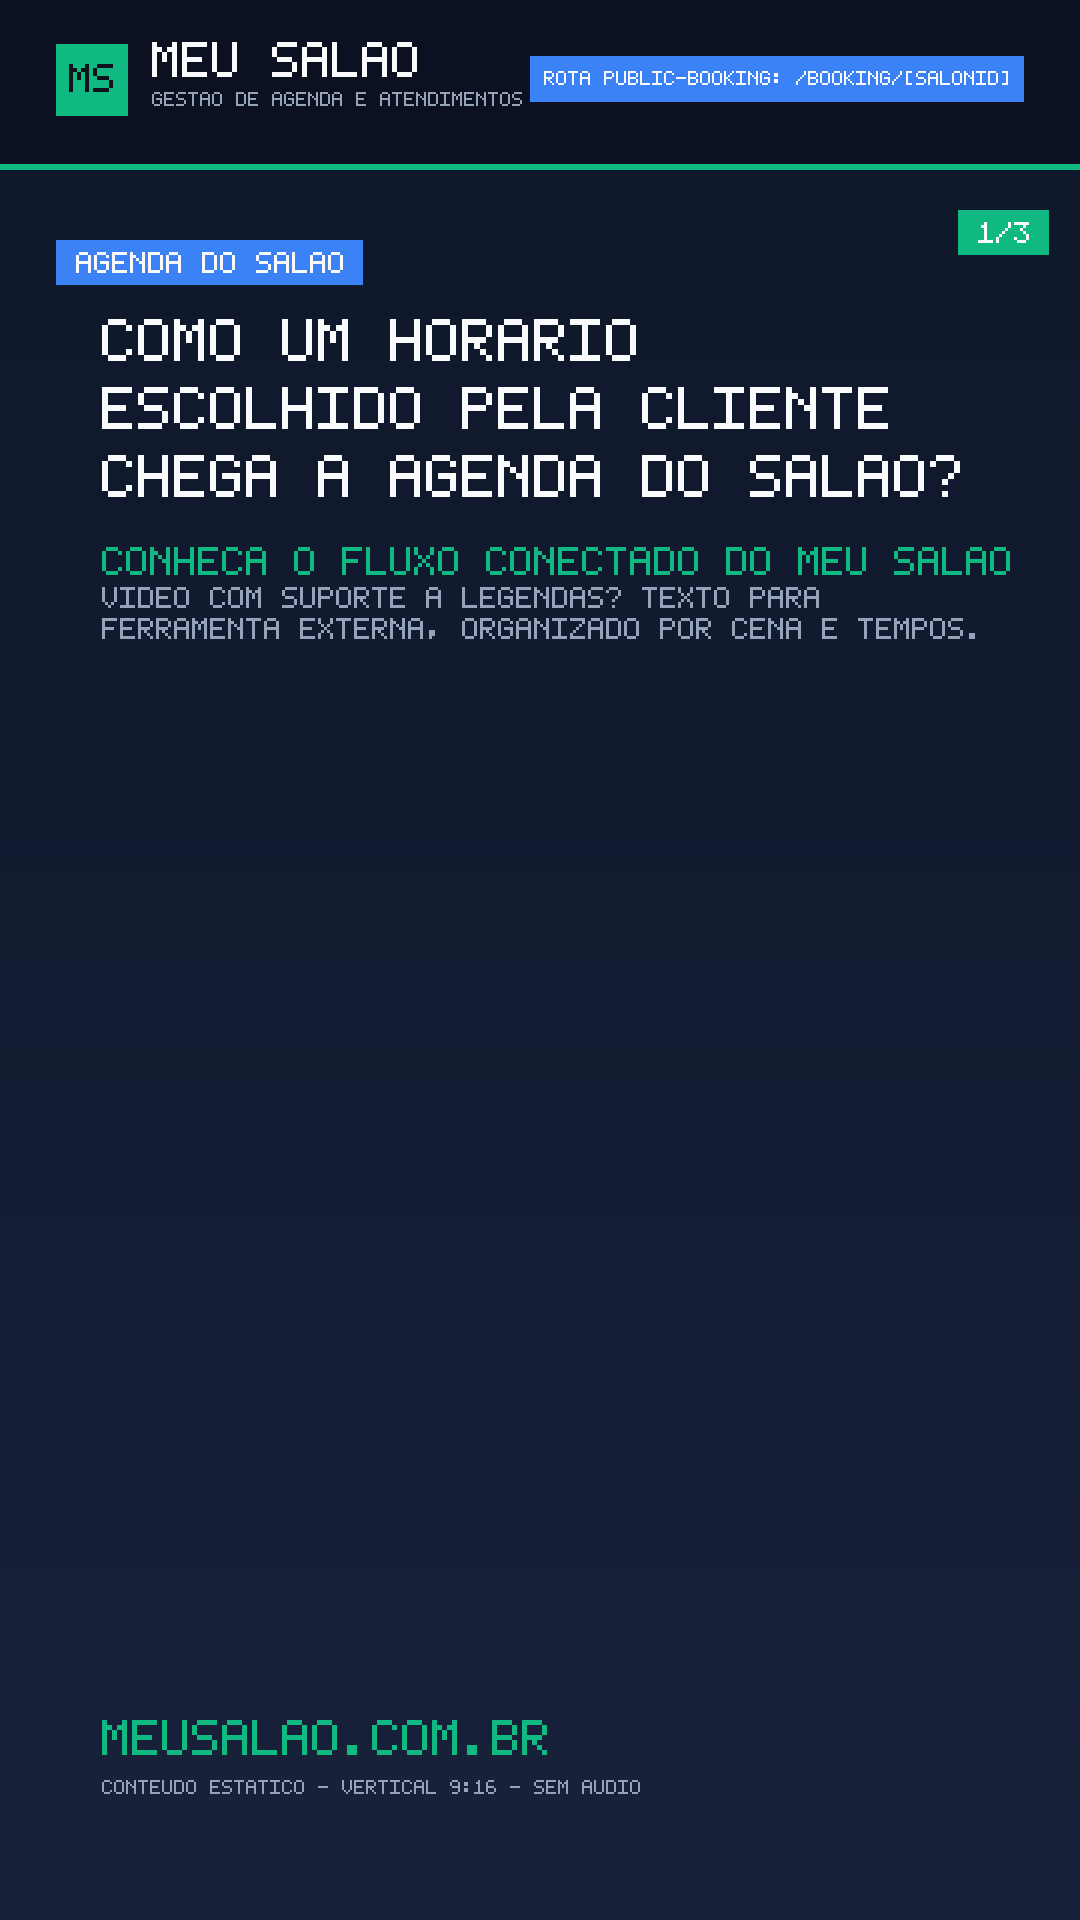 MS
MEU SALAO
GESTAO DE AGENDA E ATENDIMENTOS
ROTA PUBLIC-BOOKING: /BOOKING/[SALONID]
1/3
AGENDA DO SALAO
COMO UM HORARIO
ESCOLHIDO PELA CLIENTE
CHEGA A AGENDA DO SALAO?
CONHECA O FLUXO CONECTADO DO MEU SALAO
VIDEO COM SUPORTE A LEGENDAS? TEXTO PARA
FERRAMENTA EXTERNA, ORGANIZADO POR CENA E TEMPOS.
MEUSALAO.COM.BR
CONTEUDO ESTATICO - VERTICAL 9:16 - SEM AUDIO